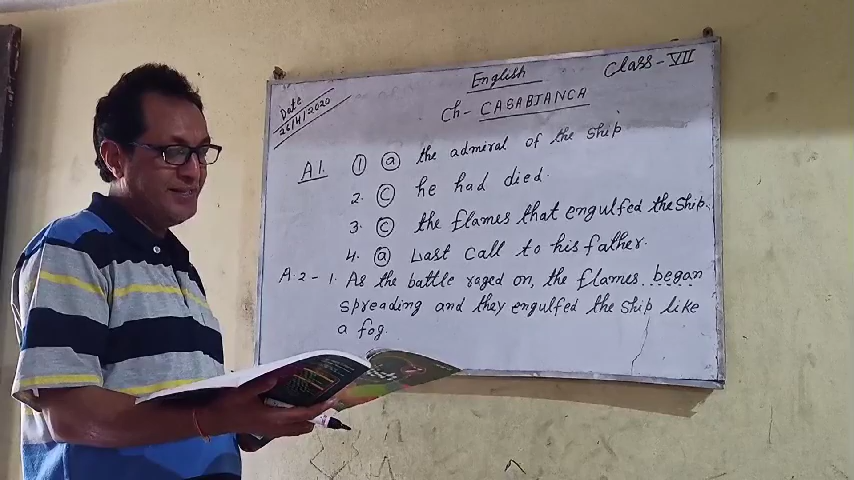 English
Class-VII
Date
26/4/2020
Ch- CASABIANCA
A1. 1 a the admiral of the ship
2. C he had died.
3. C the flames that engulfed the ship.
4. a Last call to his father.
A.2 - 1. As the battle raged on, the flames began
spreading and they engulfed the ship like
a fog.